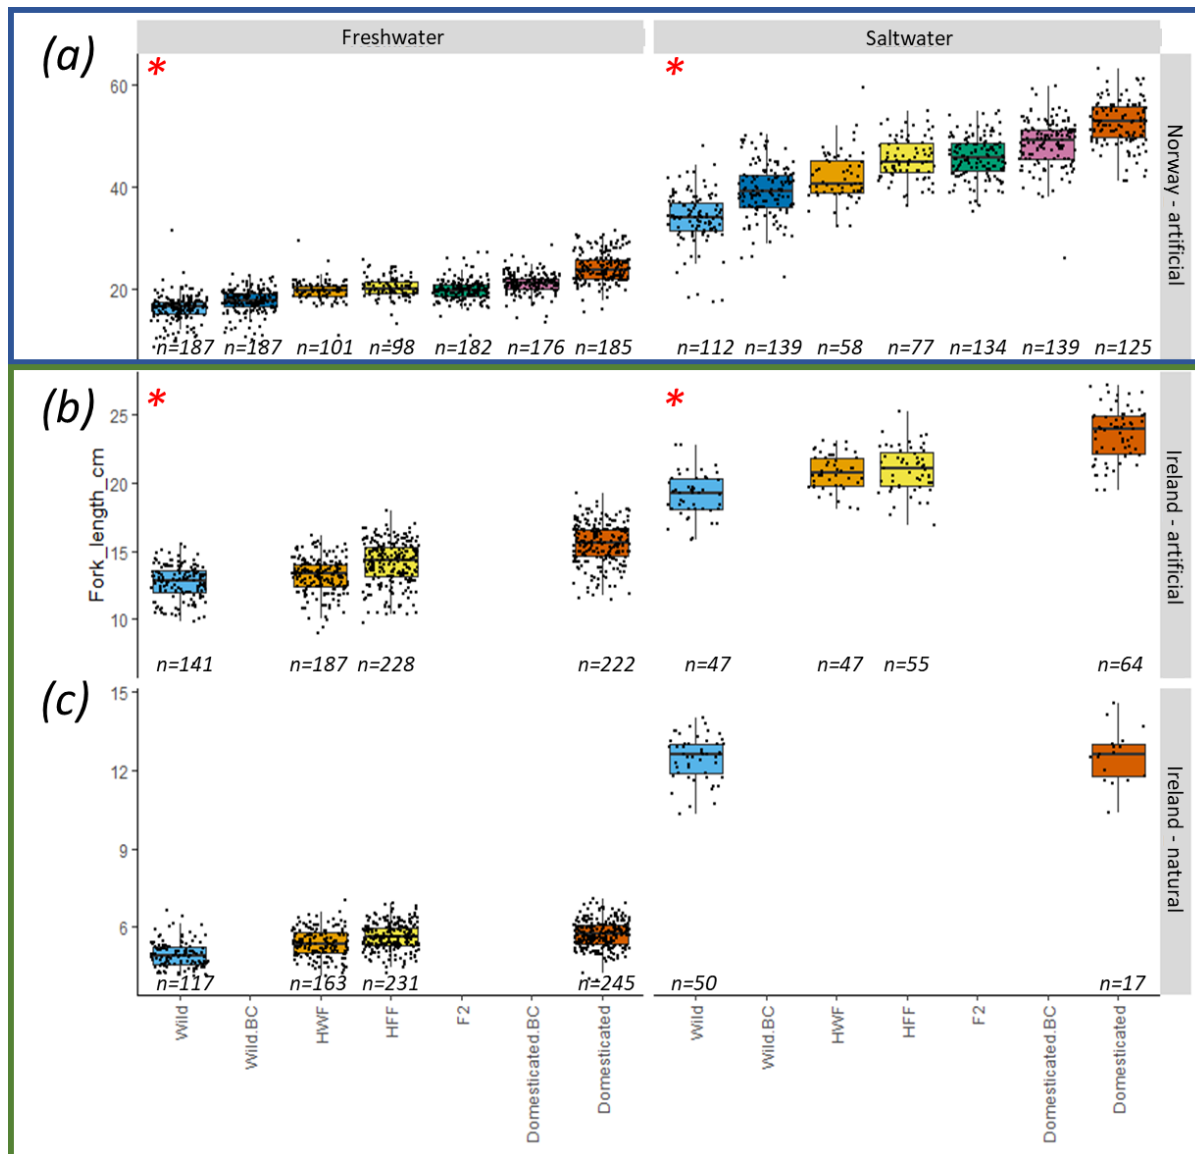 Freshwater Saltwater
(a) * *
60
40
20
n=187 n=187 n=101 n=98 n=182 n=176 n=185 n=112 n=139 n=58 n=77 n=134 n=139 n=125
Norway - artificial
(b) * *
25
20
15
10
n=141 n=187 n=228 n=222 n=47 n=47 n=55 n=64
Ireland - artificial
Fork_length_cm
(c)
15
12
9
6
n=117 n=163 n=231 n=245 n=50 n=17
Ireland - natural
Wild Wild.BC HWF HFF F2 Domesticated.BC Domesticated Wild Wild.BC HWF HFF F2 Domesticated.BC Domesticated